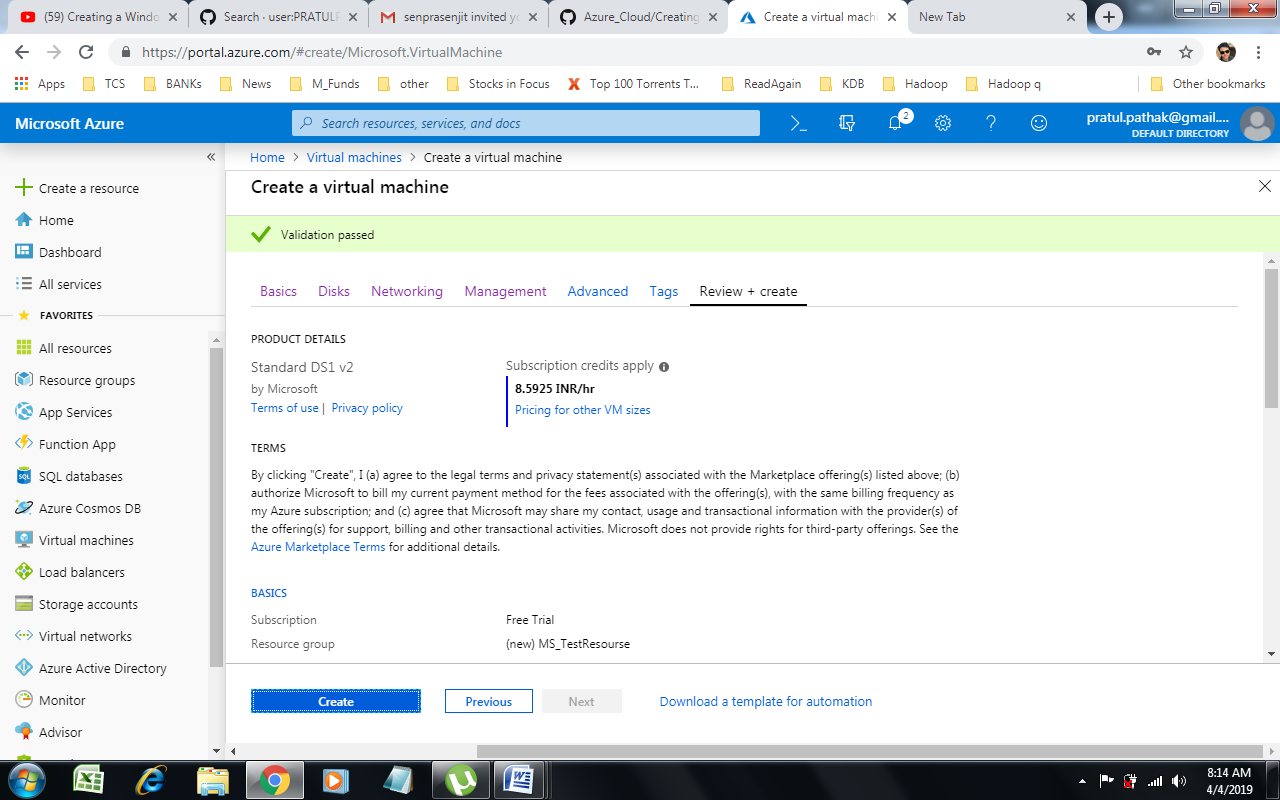 (59) Creating a Windo
Search · user:PRATULP
senprasenjit invited yo
Azure_Cloud/Creating
Create a virtual machi
New Tab
https://portal.azure.com/#create/Microsoft.VirtualMachine
Apps
TCS
BANKs
News
M_Funds
other
Stocks in Focus
Top 100 Torrents T...
ReadAgain
KDB
Hadoop
Hadoop q
Other bookmarks
Microsoft Azure
Search resources, services, and docs
2
pratul.pathak@gmail....
DEFAULT DIRECTORY
Home > Virtual machines > Create a virtual machine
Create a virtual machine
Create a resource
Home
Dashboard
All services
FAVORITES
All resources
Resource groups
App Services
Function App
SQL databases
Azure Cosmos DB
Virtual machines
Load balancers
Storage accounts
Virtual networks
Azure Active Directory
Monitor
Advisor
Validation passed
Basics
Disks
Networking
Management
Advanced
Tags
Review + create
PRODUCT DETAILS
Standard DS1 v2
by Microsoft
Terms of use | Privacy policy
Subscription credits apply
8.5925 INR/hr
Pricing for other VM sizes
TERMS
By clicking "Create", I (a) agree to the legal terms and privacy statement(s) associated with the Marketplace offering(s) listed above; (b)
authorize Microsoft to bill my current payment method for the fees associated with the offering(s), with the same billing frequency as
my Azure subscription; and (c) agree that Microsoft may share my contact, usage and transactional information with the provider(s) of
the offering(s) for support, billing and other transactional activities. Microsoft does not provide rights for third-party offerings. See the
Azure Marketplace Terms for additional details.
BASICS
Subscription
Free Trial
Resource group
(new) MS_TestResourse
Create
Previous
Next
Download a template for automation
8:14 AM
4/4/2019